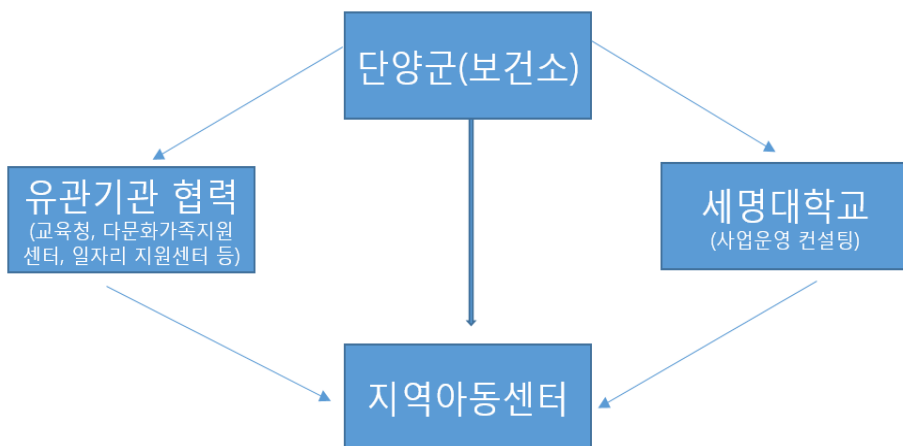 단양군(보건소)
유관기관 협력
(교육청, 다문화가족지원
센터, 일자리 지원센터 등)
세명대학교
(사업운영 컨설팅)
지역아동센터